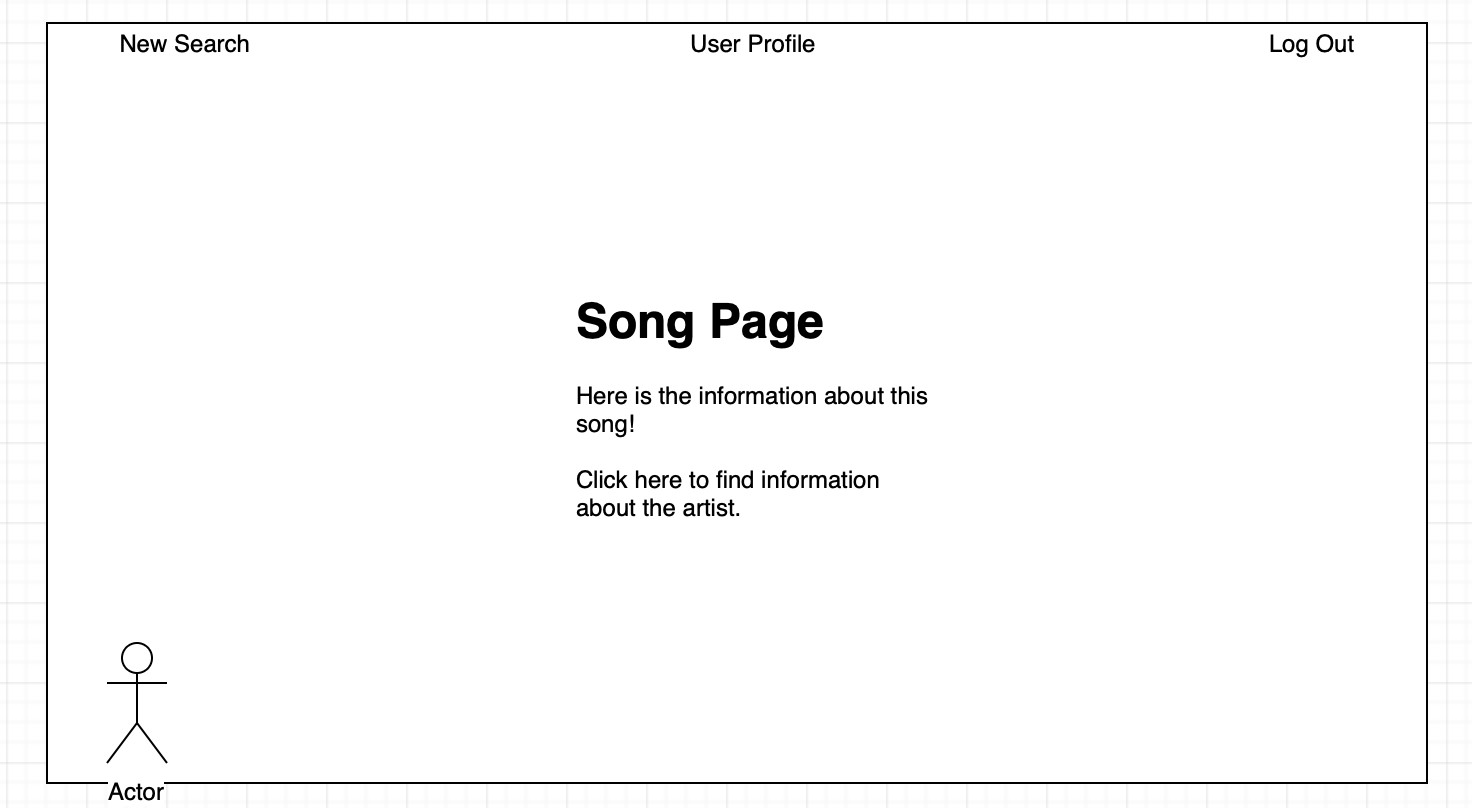 New Search
User Profile
Log Out
Song Page
Here is the information about this
song!
Click here to find information
about the artist.
Actor